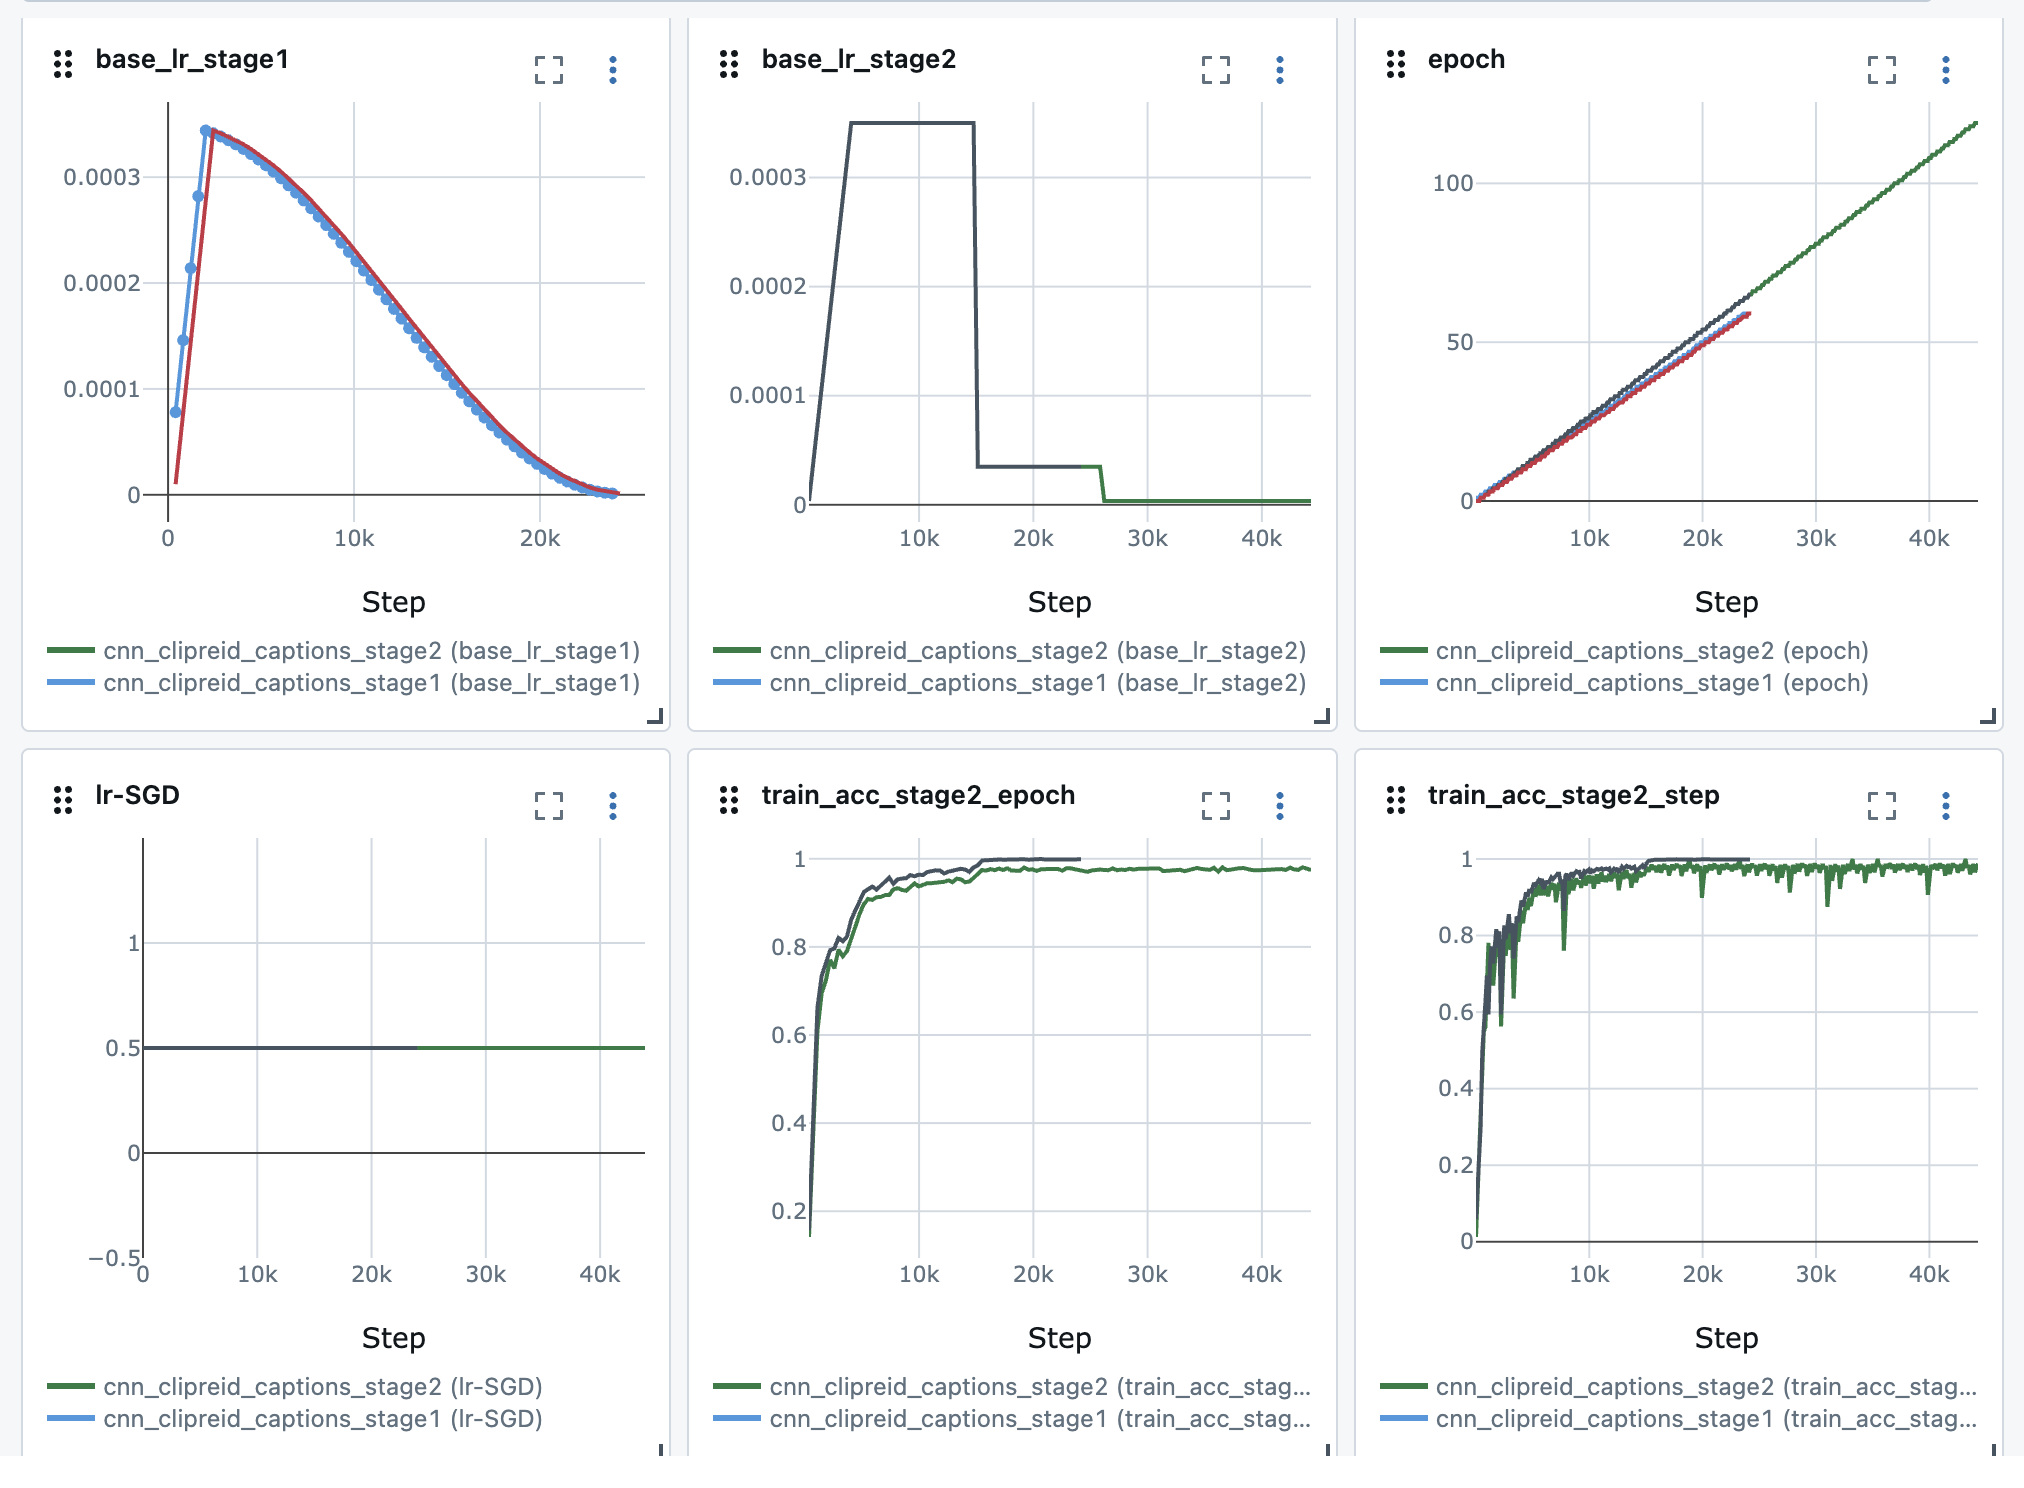 base_lr_stage1
0.0003
0.0002
0.0001
0
0 10k 20k
Step
cnn_clipreid_captions_stage2 (base_lr_stage1)
cnn_clipreid_captions_stage1 (base_lr_stage1)
base_lr_stage2
0.0003
0.0002
0.0001
0
10k 20k 30k 40k
Step
cnn_clipreid_captions_stage2 (base_lr_stage2)
cnn_clipreid_captions_stage1 (base_lr_stage2)
epoch
100
50
0
10k 20k 30k 40k
Step
cnn_clipreid_captions_stage2 (epoch)
cnn_clipreid_captions_stage1 (epoch)
lr-SGD
1
0.5
0
−0.5
0 10k 20k 30k 40k
Step
cnn_clipreid_captions_stage2 (lr-SGD)
cnn_clipreid_captions_stage1 (lr-SGD)
train_acc_stage2_epoch
1
0.8
0.6
0.4
0.2
10k 20k 30k 40k
Step
cnn_clipreid_captions_stage2 (train_acc_stag...
cnn_clipreid_captions_stage1 (train_acc_stag...
train_acc_stage2_step
1
0.8
0.6
0.4
0.2
0
10k 20k 30k 40k
Step
cnn_clipreid_captions_stage2 (train_acc_stag...
cnn_clipreid_captions_stage1 (train_acc_stag...